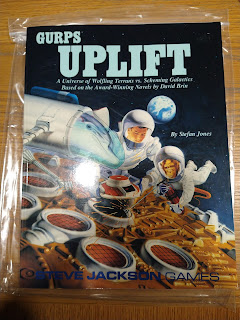 GURPS
UPLIFT
A Universe of Wolfling Terrans vs. Scheming Galactics
Based on the Award-Winning Novels by David Brin
By Stefan Jones
STEVE JACKSON GAMES